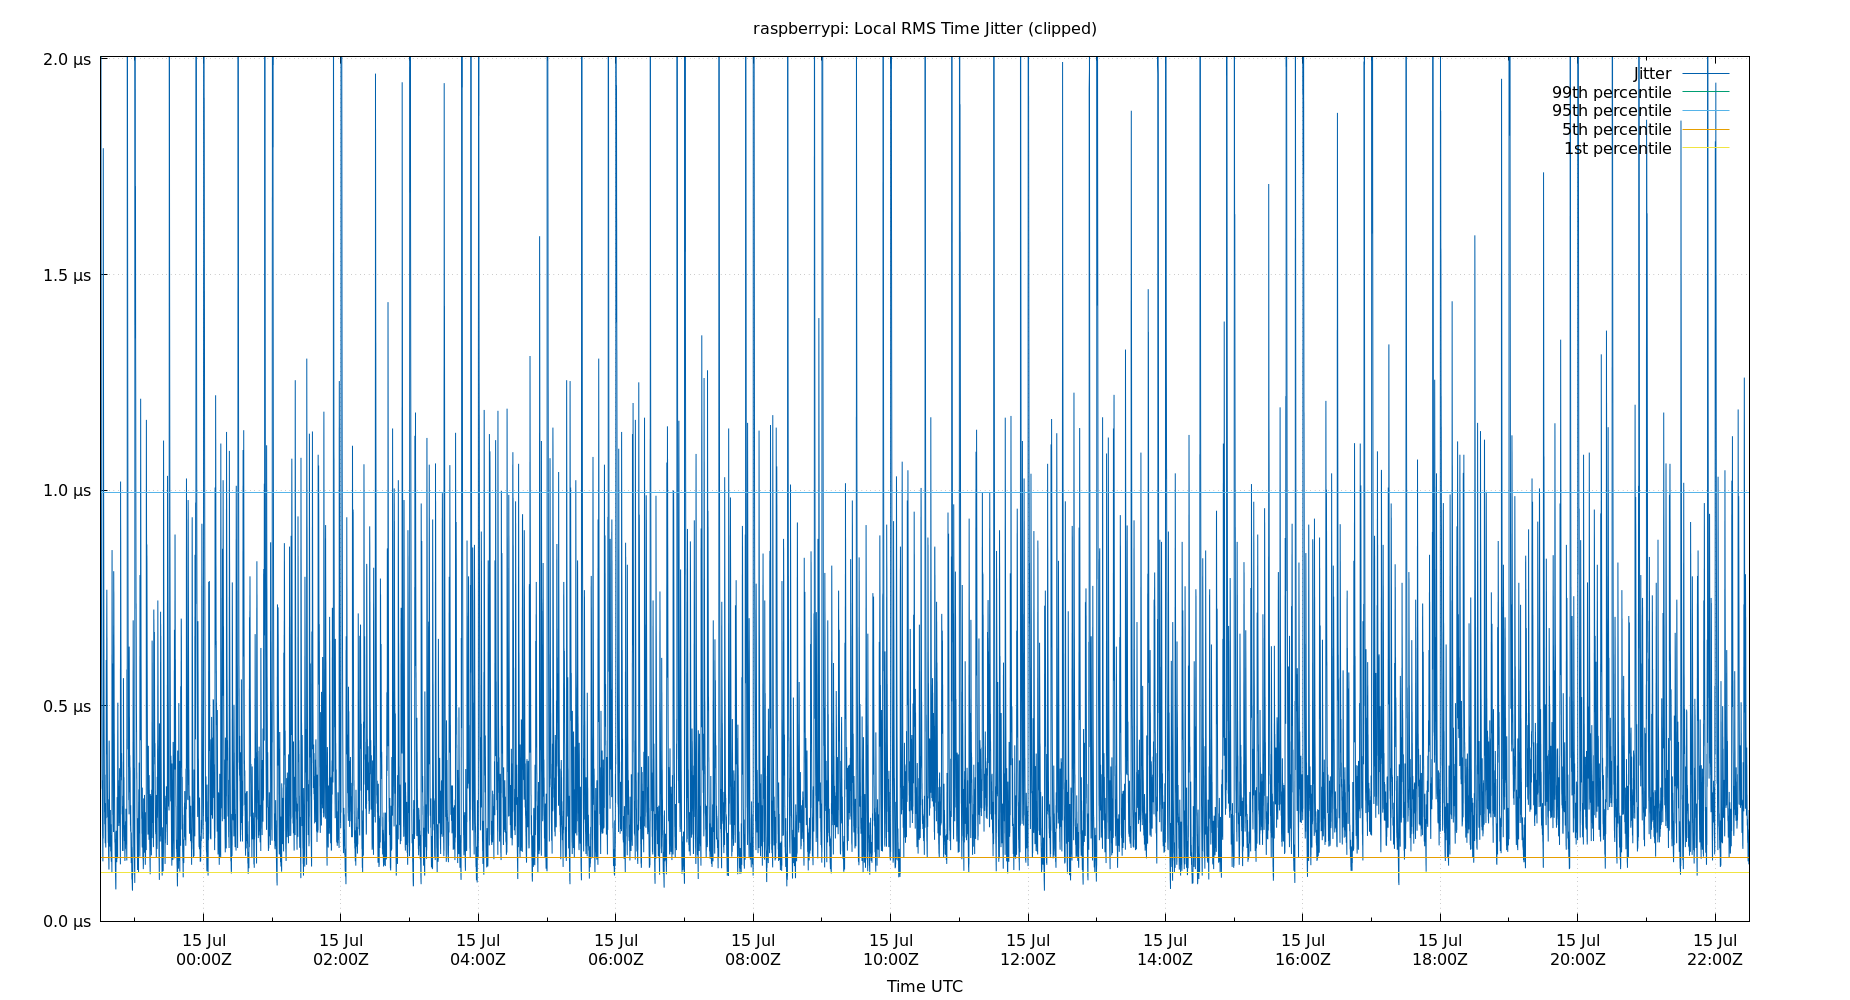 raspberrypi: Local RMS Time Jitter (clipped)
2.0 µs
1.5 µs
1.0 µs
0.5 µs
0.0 µs
Jitter
99th percentile
95th percentile
5th percentile
1st percentile
15 Jul 15 Jul 15 Jul 15 Jul 15 Jul 15 Jul 15 Jul 15 Jul 15 Jul 15 Jul 15 Jul 15 Jul
00:00Z 02:00Z 04:00Z 06:00Z 08:00Z 10:00Z 12:00Z 14:00Z 16:00Z 18:00Z 20:00Z 22:00Z
Time UTC